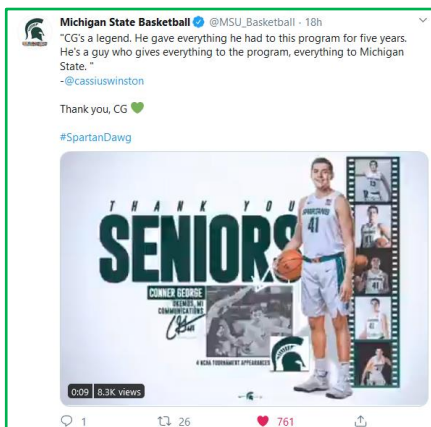 Michigan State Basketball @MSU_Basketball · 18h
"CG's a legend. He gave everything he had to this program for five years.
He's a guy who gives everything to the program, everything to Michigan
State. "
-@cassiuswinston
Thank you, CG
#SpartanDawg
THANK YOU
SENIORS
CONNER GEORGE
OKEMOS, MI
COMMUNICATIONS
4 NCAA TOURNAMENT APPEARANCES
SPARTANS
41
0:09 8.3K views
1 26 761